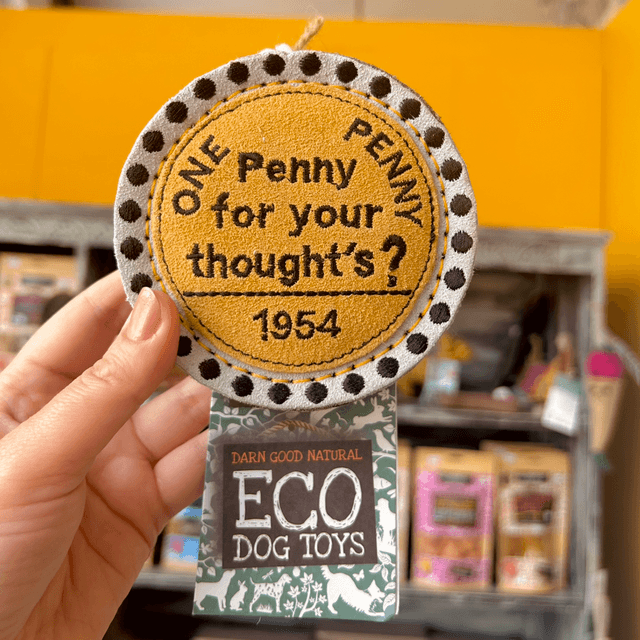 ONE PENNY
Penny
for your
thought's?
1954
DARN GOOD NATURAL
ECO
DOG TOYS